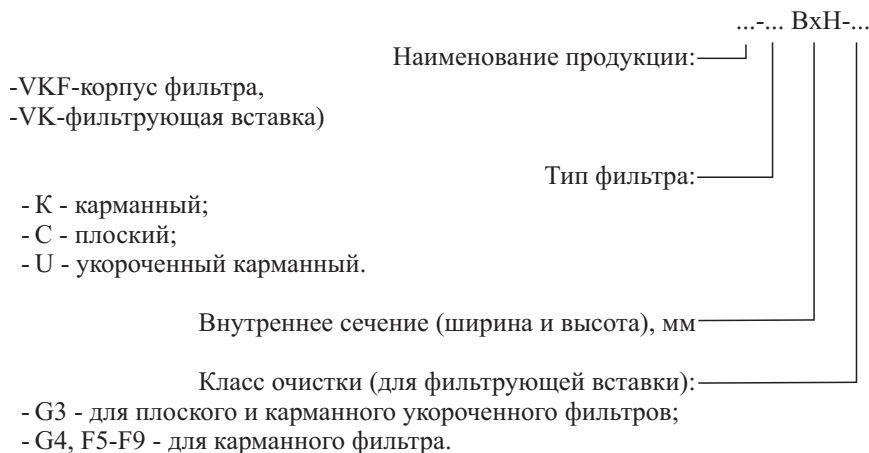 ...-... ВхН-...
Наименование продукции:
-VKF-корпус фильтра,
-VK-фильтрующая вставка)
Тип фильтра:
- К - карманный;
- С - плоский;
- U - укороченный карманный.
Внутреннее сечение (ширина и высота), мм
Класс очистки (для фильтрующей вставки):
- G3 - для плоского и карманного укороченного фильтров;
- G4, F5-F9 - для карманного фильтра.